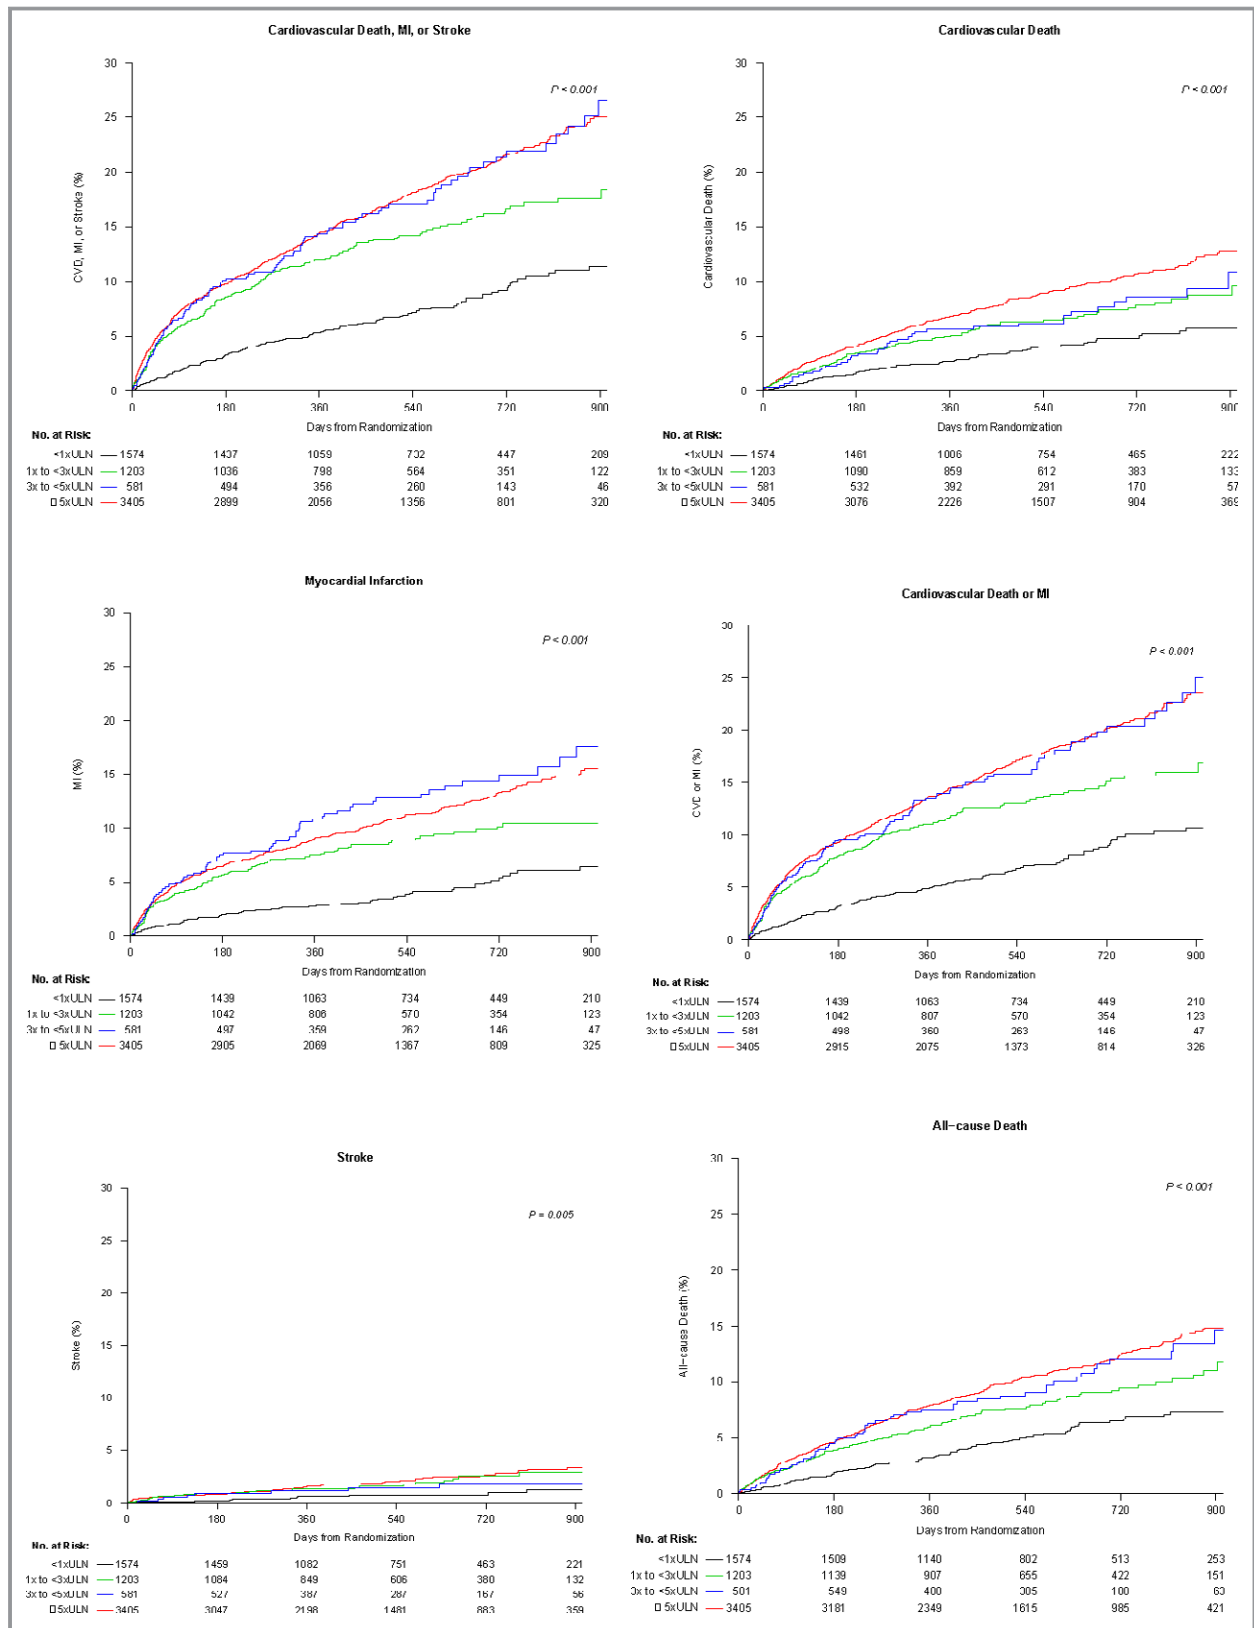 Cardiovascular Death, MI, or Stroke
30
25
20
15
10
5
0
CVD, MI, or Stroke (%)
P < 0.001
0 180 360 540 720 900
Days from Randomization
No. at Risk:
<1xULN 1574 1437 1059 732 447 209
1x to <3xULN 1203 1036 798 564 351 122
3x to <5xULN 581 494 356 260 143 46
□ 5xULN 3405 2899 2056 1356 801 320
Cardiovascular Death
30
25
20
15
10
5
0
Cardiovascular Death (%)
P < 0.001
0 180 360 540 720 900
Days from Randomization
No. at Risk:
<1xULN 1574 1461 1006 754 465 222
1x to <3xULN 1203 1090 859 612 383 133
3x to <5xULN 581 532 392 291 170 57
□ 5xULN 3405 3076 2226 1507 904 369
Myocardial Infarction
30
25
20
15
10
5
0
MI (%)
P < 0.001
0 180 360 540 720 900
Days from Randomization
No. at Risk:
<1xULN 1574 1439 1063 734 449 210
1x to <3xULN 1203 1042 806 570 354 123
3x to <5xULN 581 497 359 262 146 47
□ 5xULN 3405 2905 2069 1367 809 325
Cardiovascular Death or MI
30
25
20
15
10
5
0
CVD or MI (%)
P < 0.001
0 180 360 540 720 900
Days from Randomization
No. at Risk:
<1xULN 1574 1439 1063 734 449 210
1x to <3xULN 1203 1042 807 570 354 123
3x to <5xULN 581 498 360 263 146 47
□ 5xULN 3405 2915 2075 1373 814 326
Stroke
30
25
20
15
10
5
0
Stroke (%)
P = 0.005
0 180 360 540 720 900
Days from Randomization
No. at Risk:
<1xULN 1574 1459 1082 751 463 221
1x to <3xULN 1203 1084 849 606 380 132
3x to <5xULN 581 527 387 287 167 56
□ 5xULN 3405 3047 2198 1481 883 359
All-cause Death
30
25
20
15
10
5
0
All-cause Death (%)
P < 0.001
0 180 360 540 720 900
Days from Randomization
No. at Risk:
<1xULN 1574 1509 1140 802 513 253
1x to <3xULN 1203 1139 907 655 422 151
3x to <5xULN 501 549 400 305 100 63
□ 5xULN 3405 3181 2349 1615 985 421